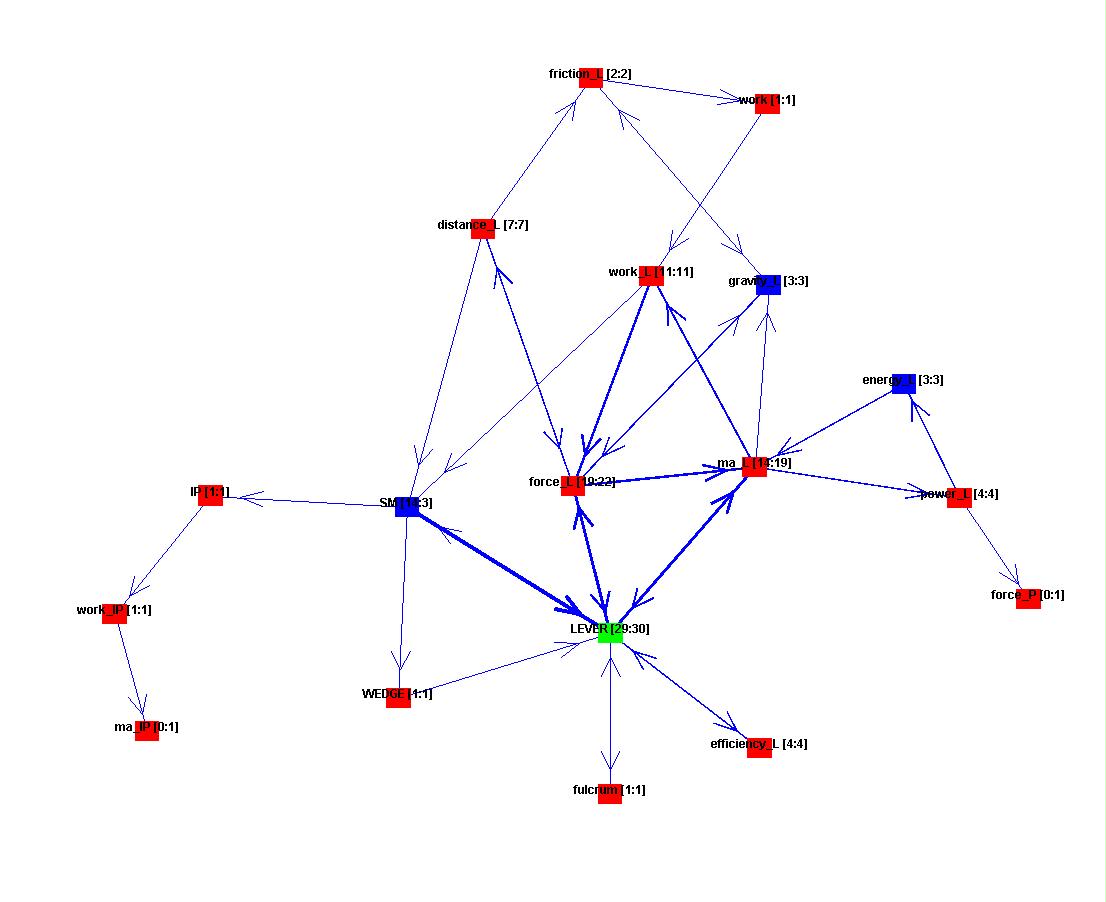 friction_L [2:2]
work [1:1]
distance_L [7:7]
work_L [11:11]
gravity_L [3:3]
energy_L [3:3]
ma_L [14:19]
force_L [19:22]
IP [1:1]
SM [14:3]
power_L [4:4]
force_P [0:1]
work_IP [1:1]
LEVER [29:30]
WEDGE [1:1]
ma_IP [0:1]
efficiency_L [4:4]
fulcrum [1:1]